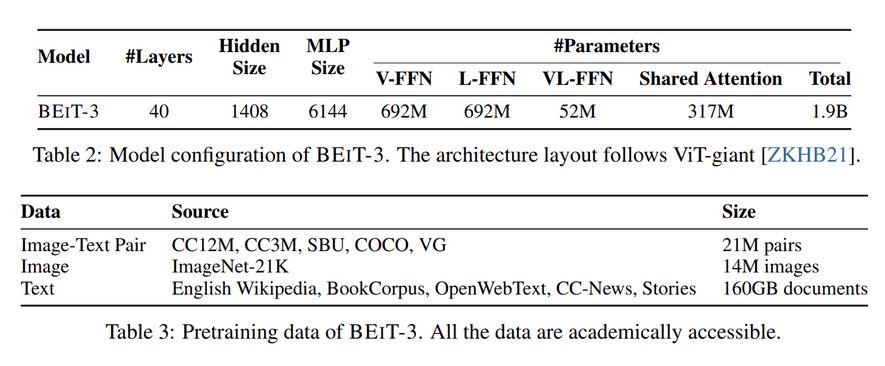 Model #Layers Hidden Size MLP Size #Parameters
V-FFN L-FFN VL-FFN Shared Attention Total
BEIT-3 40 1408 6144 692M 692M 52M 317M 1.9B
Table 2: Model configuration of BEIT-3. The architecture layout follows ViT-giant [ZKHB21].
Data Source Size
Image-Text Pair CC12M, CC3M, SBU, COCO, VG 21M pairs
Image ImageNet-21K 14M images
Text English Wikipedia, BookCorpus, OpenWebText, CC-News, Stories 160GB documents
Table 3: Pretraining data of BEIT-3. All the data are academically accessible.